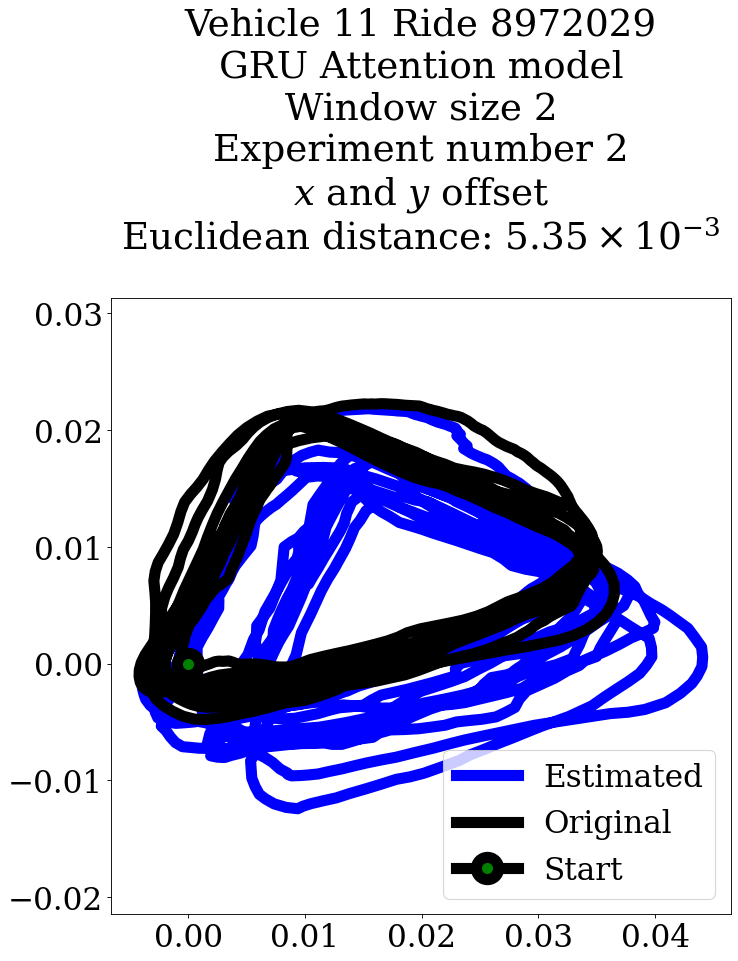 Vehicle 11 Ride 8972029
GRU Attention model
Window size 2
Experiment number 2
x and y offset
Euclidean distance: 5.35 × 10⁻³
0.03
0.02
0.01
0.00
−0.01
−0.02
0.00 0.01 0.02 0.03 0.04
Estimated
Original
Start